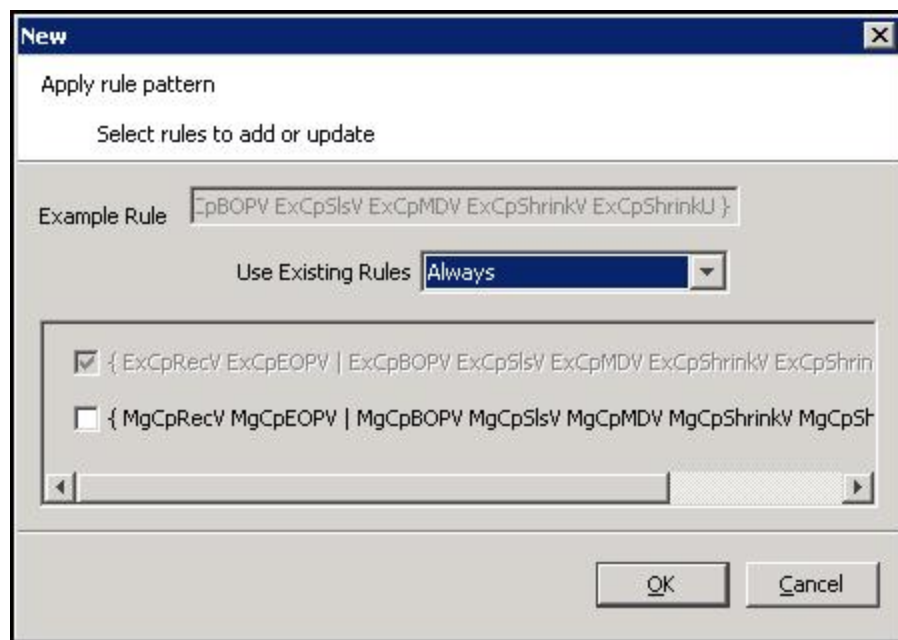 New
Apply rule pattern
Select rules to add or update
Example Rule CpBOPV ExCpSlsV ExCpMDV ExCpShrinkV ExCpShrinkU }
Use Existing Rules Always
{ ExCpRecV ExCpEOPV | ExCpBOPV ExCpSlsV ExCpMDV ExCpShrinkV ExCpShrin
{ MgCpRecV MgCpEOPV | MgCpBOPV MgCpSlsV MgCpMDV MgCpShrinkV MgCpSh
OK Cancel